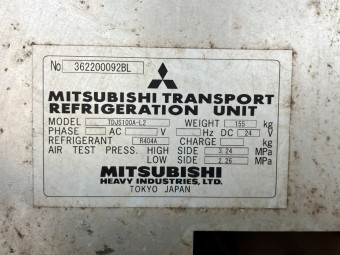 No 362200092BL
MITSUBISHI TRANSPORT
REFRIGERATION UNIT
MODEL TDJS100A-L2 WEIGHT 155 kg
PHASE AC V Hz DC 24 V
REFRIGERANT R404A CHARGE kg
AIR TEST PRESS. HIGH SIDE 3.24 MPa
LOW SIDE 2.26 MPa
MITSUBISHI
HEAVY INDUSTRIES, LTD.
TOKYO JAPAN